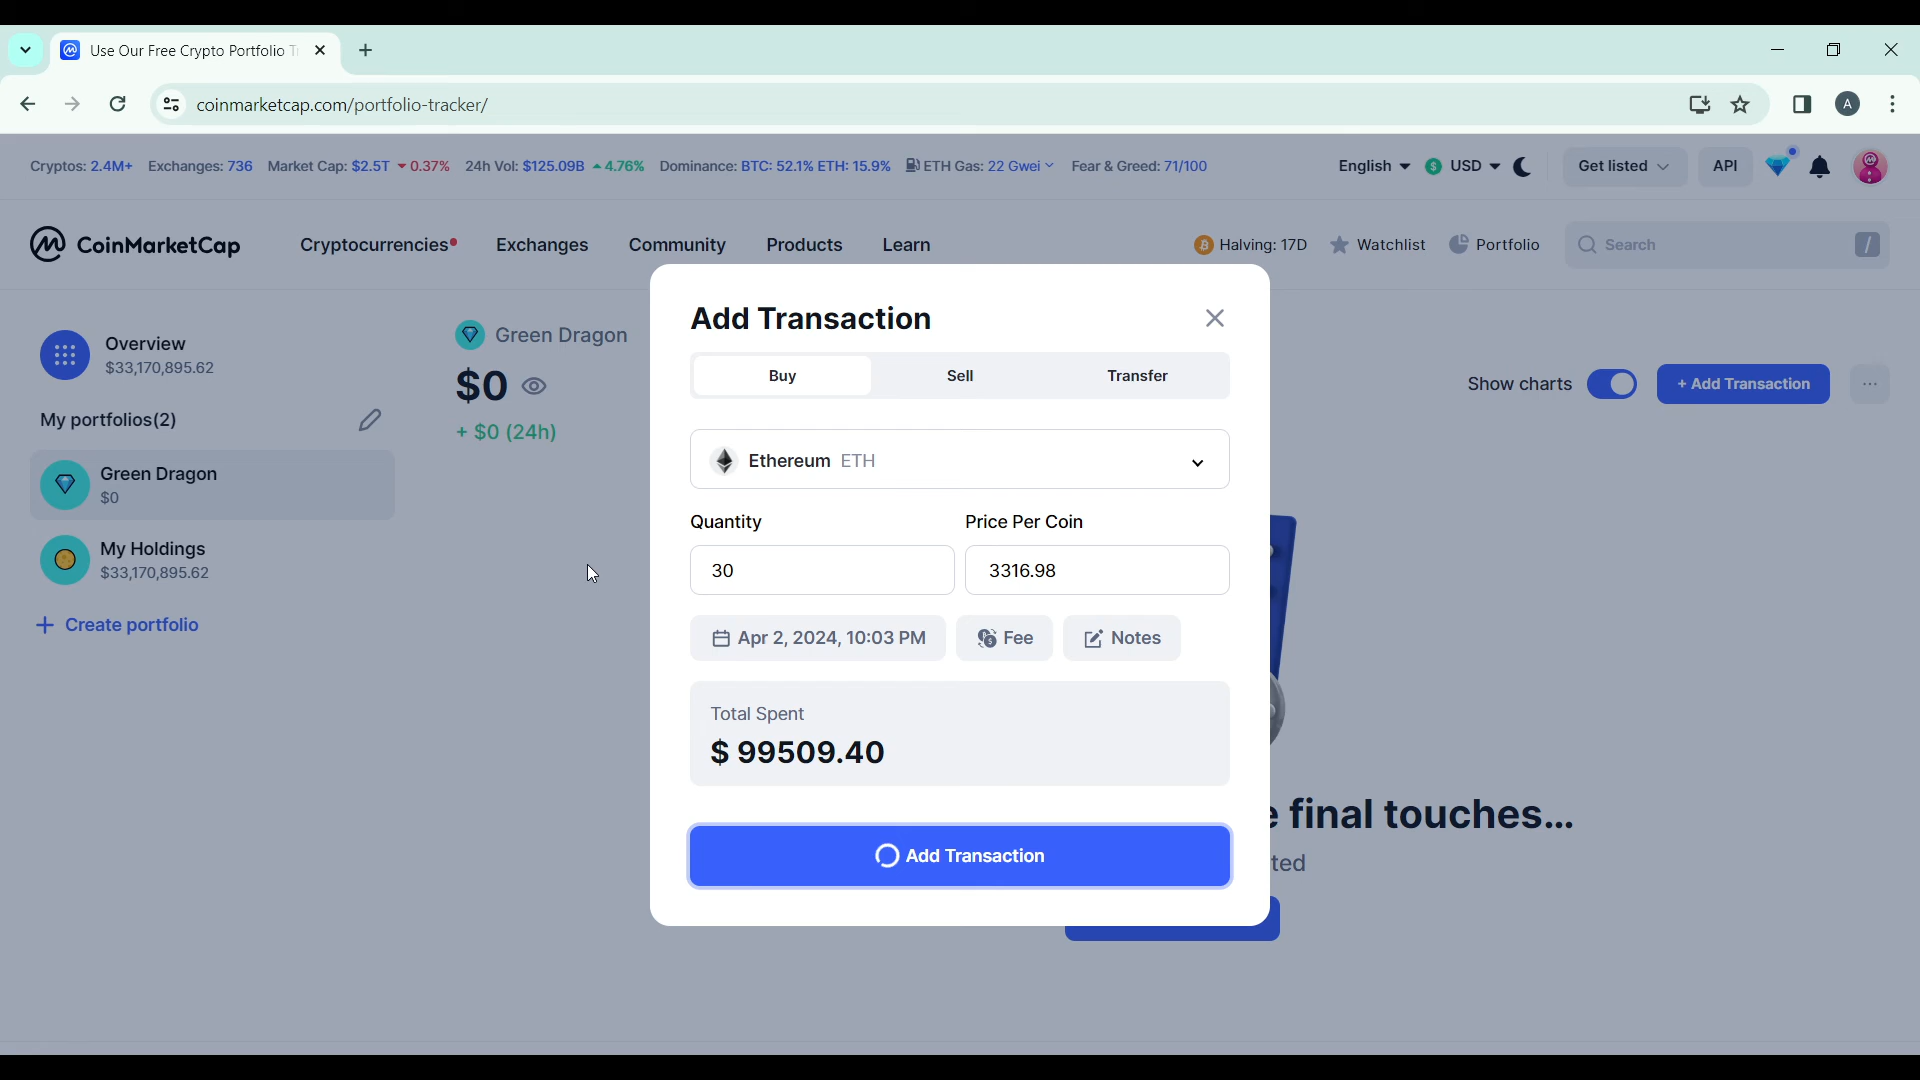 Use Our Free Crypto Portfolio T
coinmarketcap.com/portfolio-tracker/
A
Cryptos: 2.4M+ Exchanges: 736 Market Cap: $2.5T 0.37% 24h Vol: $125.09B 4.76% Dominance: BTC: 52.1% ETH: 15.9% ETH Gas: 22 Gwei Fear & Greed: 71/100
English USD Get listed API
CoinMarketCap Cryptocurrencies Exchanges Community Products Learn
Halving: 17D Watchlist Portfolio Search /
Overview
$33,170,895.62
My portfolios(2)
Green Dragon
$0
My Holdings
$33,170,895.62
+ Create portfolio
Green Dragon
$0
+ $0 (24h)
Show charts + Add Transaction ...
Add Transaction
Buy Sell Transfer
Ethereum ETH
Quantity Price Per Coin
30 3316.98
Apr 2, 2024, 10:03 PM Fee Notes
Total Spent
$ 99509.40
Add Transaction
final touches...
ted